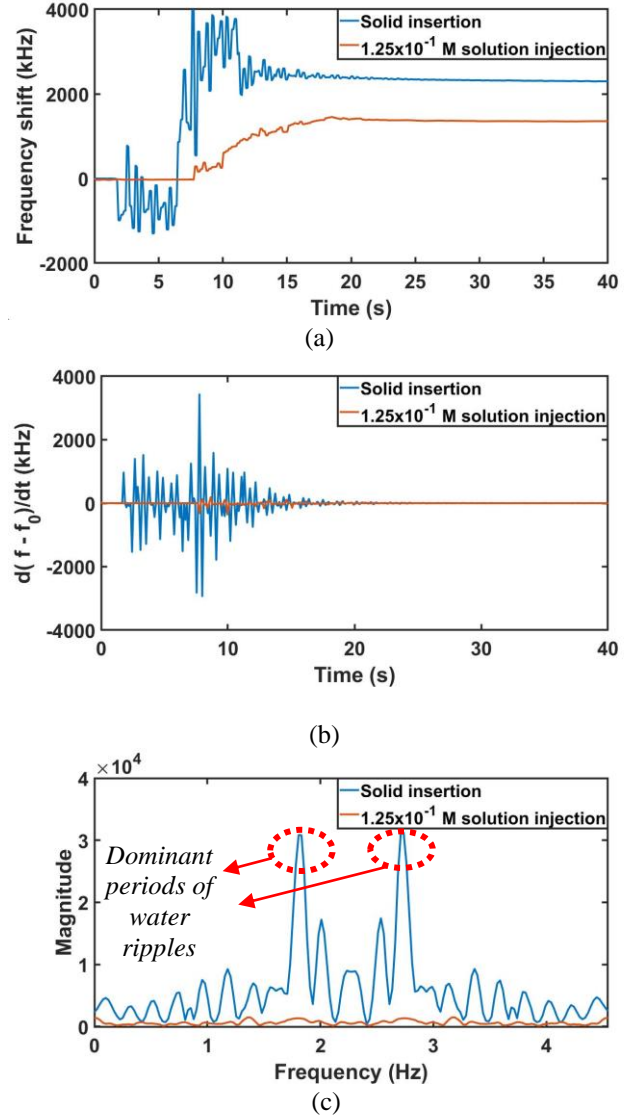 4000
2000
0
-2000
Frequency shift (kHz)
Solid insertion
1.25x10⁻¹ M solution injection
0 5 10 15 20 25 30 35 40
Time (s)
(a)
4000
2000
0
-2000
-4000
d( f - f₀)/dt (kHz)
Solid insertion
1.25x10⁻¹ M solution injection
0 10 20 30 40
Time (s)
(b)
×10⁴
4
3
2
1
0
Magnitude
Solid insertion
1.25x10⁻¹ M solution injection
Dominant
periods of
water
ripples
0 1 2 3 4
Frequency (Hz)
(c)